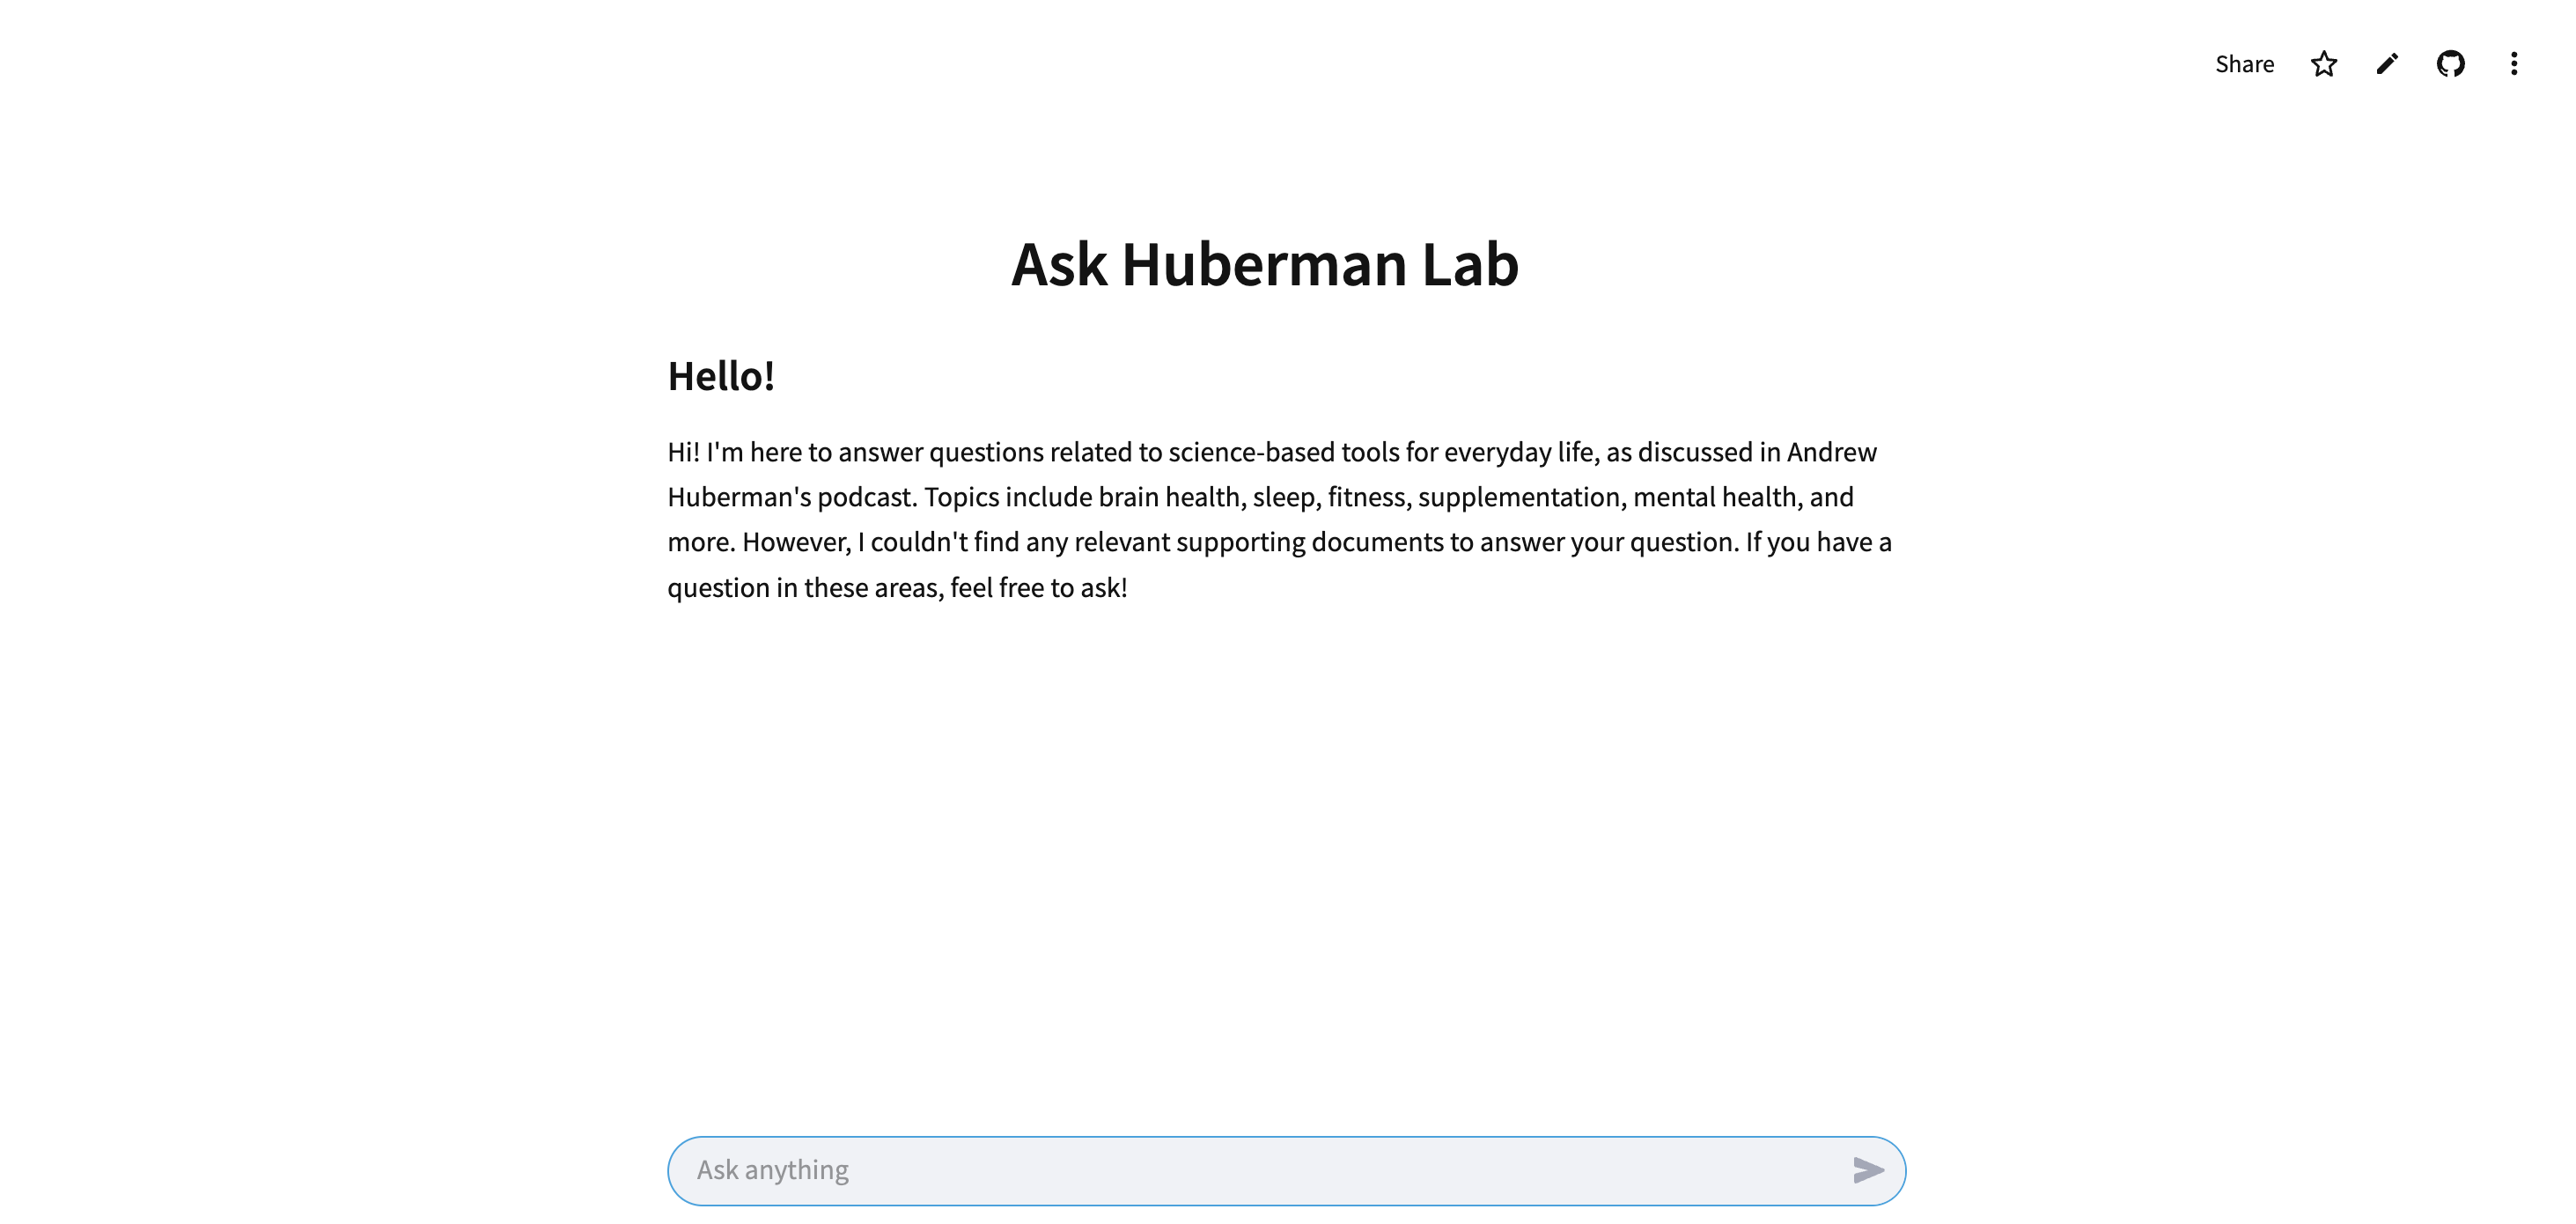 Share
Ask Huberman Lab
Hello!
Hi! I'm here to answer questions related to science-based tools for everyday life, as discussed in Andrew
Huberman's podcast. Topics include brain health, sleep, fitness, supplementation, mental health, and
more. However, I couldn't find any relevant supporting documents to answer your question. If you have a
question in these areas, feel free to ask!
Ask anything